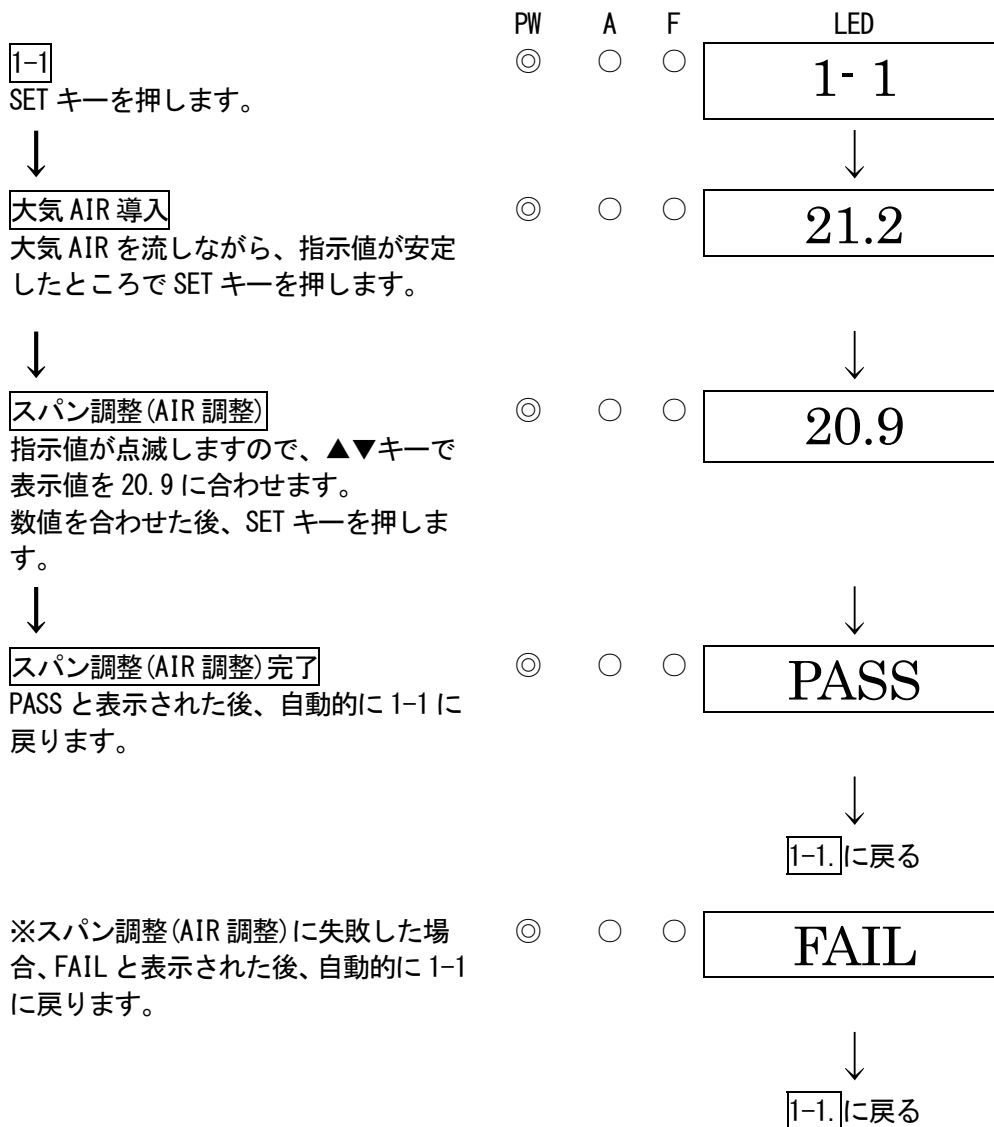 PW A F LED
1-1 ◎ ○ ○ 1- 1
SET キーを押します。
↓ ↓
大気 AIR 導入 ◎ ○ ○ 21.2
大気 AIR を流しながら、指示値が安定
したところで SET キーを押します。
↓ ↓
スパン調整(AIR 調整) ◎ ○ ○ 20.9
指示値が点滅しますので、▲▼キーで
表示値を 20.9 に合わせます。
数値を合わせた後、SET キーを押しま
す。
↓ ↓
スパン調整(AIR 調整)完了 ◎ ○ ○ PASS
PASS と表示された後、自動的に 1-1 に
戻ります。
↓
1-1.に戻る
※スパン調整(AIR 調整)に失敗した場 ◎ ○ ○ FAIL
合、FAIL と表示された後、自動的に 1-1
に戻ります。
↓
1-1.に戻る